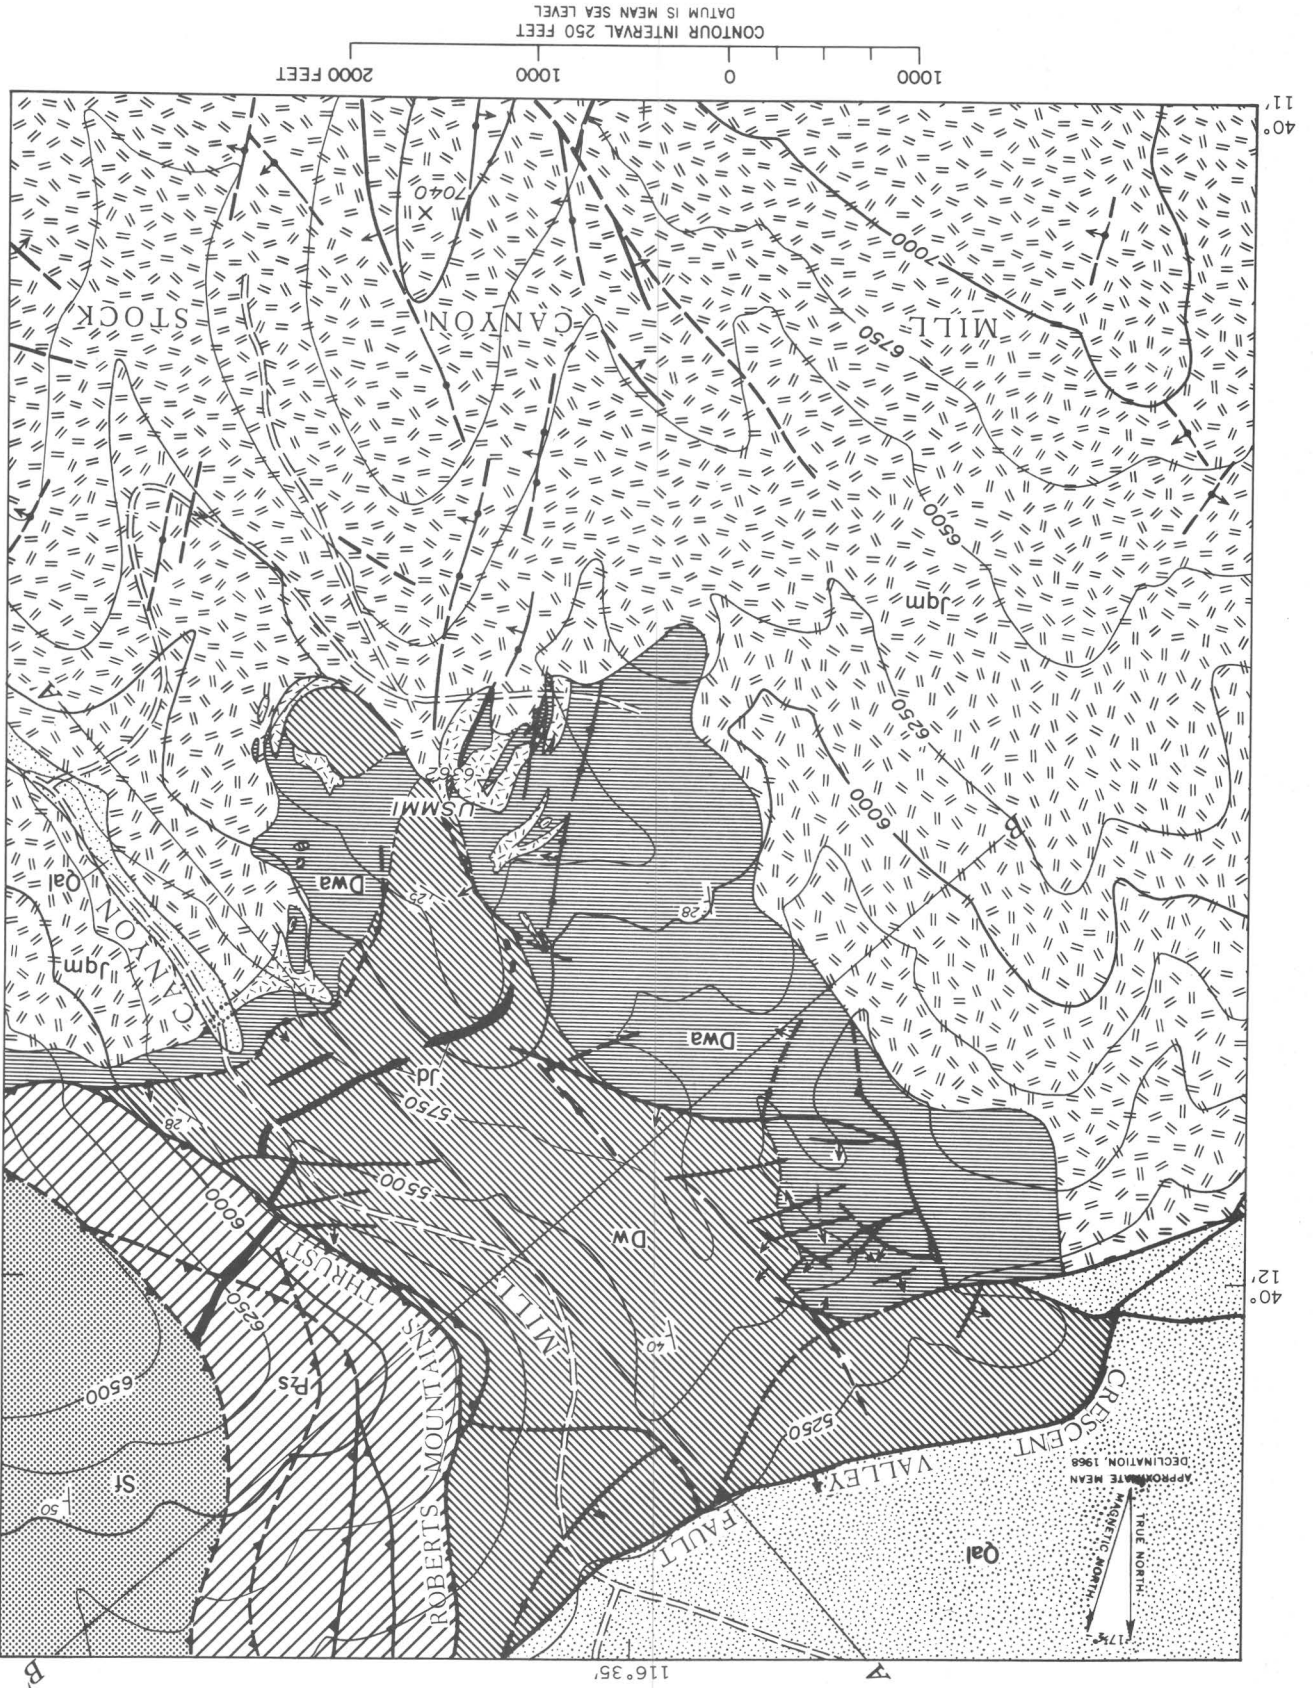 B'
A
116°35'
17½°
TRUE NORTH
MAGNETIC NORTH
APPROXIMATE MEAN
DECLINATION, 1968
Qal
CRESCENT
VALLEY
FAULT
ROBERTS MOUNTAINS
THRUST
50
Sf
5250
6500
Pzs
40
MILL
6250
40°
12'
Dw
6000
5500
28
5750
Jd
Dwa
Jqm
CANYON
Qal
28
25
Dwa
B
6000
USMMI
6362
6250
A
Jqm
6500
6750
MILL
CANYON
STOCK
7000
7040
40°
11'
1000
0
1000
2000 FEET
CONTOUR INTERVAL 250 FEET
DATUM IS MEAN SEA LEVEL